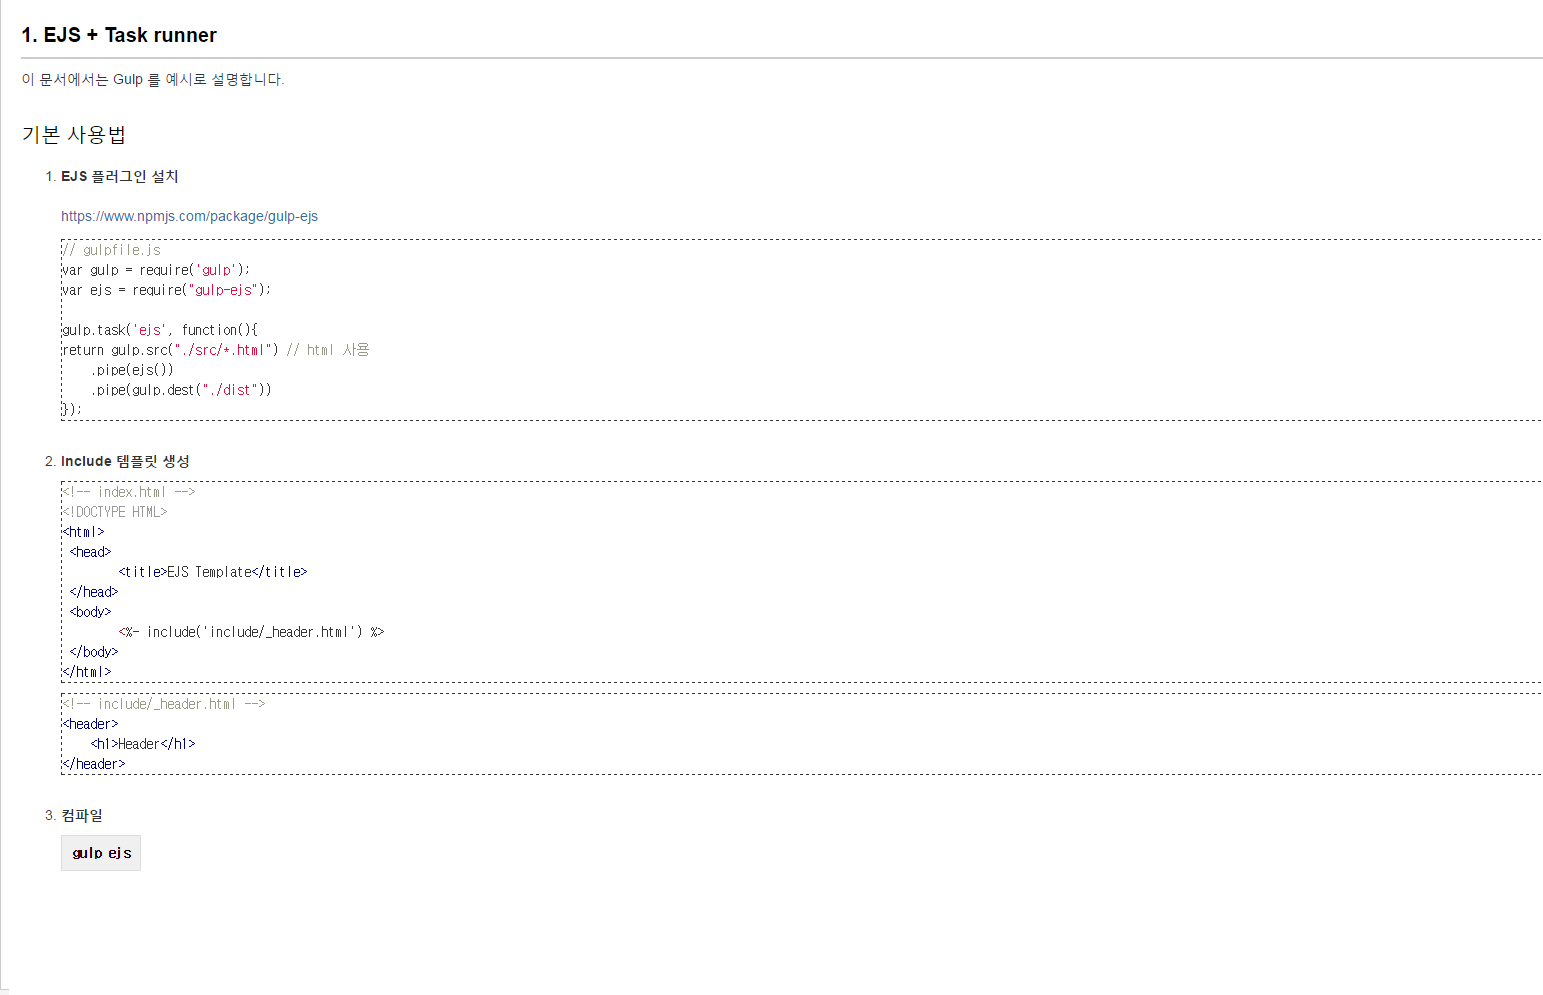 1. EJS + Task runner
이 문서에서는 Gulp 를 예시로 설명합니다.
기본 사용법
1. EJS 플러그인 설치
https://www.npmjs.com/package/gulp-ejs
// gulpfile.js
var gulp = require('gulp');
var ejs = require("gulp-ejs");
gulp.task('ejs', function(){
return gulp.src("./src/*.html") // html 사용
.pipe(ejs())
.pipe(gulp.dest("./dist"))
});
2. Include 템플릿 생성
<!-- index.html -->
<!DOCTYPE HTML>
<html>
<head>
<title>EJS Template</title>
</head>
<body>
<%- include('include/_header.html') %>
</body>
</html>
<!-- include/_header.html -->
<header>
<h1>Header</h1>
</header>
3. 컴파일
gulp ejs